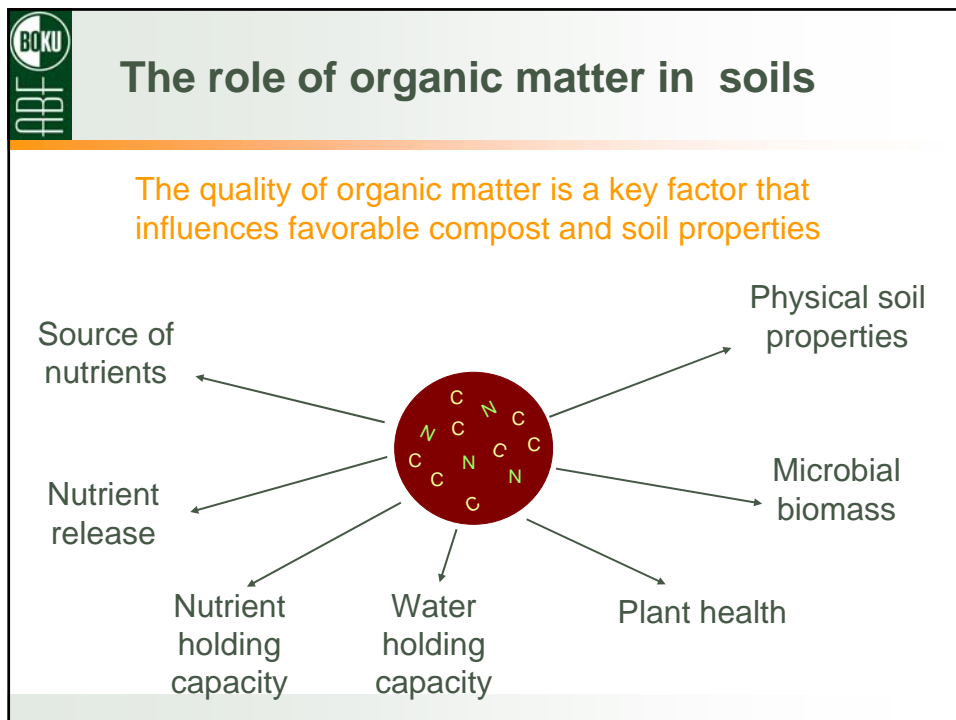 BOKU
ABF
The role of organic matter in soils
The quality of organic matter is a key factor that
influences favorable compost and soil properties
Physical soil
properties
Source of
nutrients
C
N
C
N
C
C
C
C
N
C
N
C
Microbial
biomass
Nutrient
release
Nutrient
holding
capacity
Water
holding
capacity
Plant health